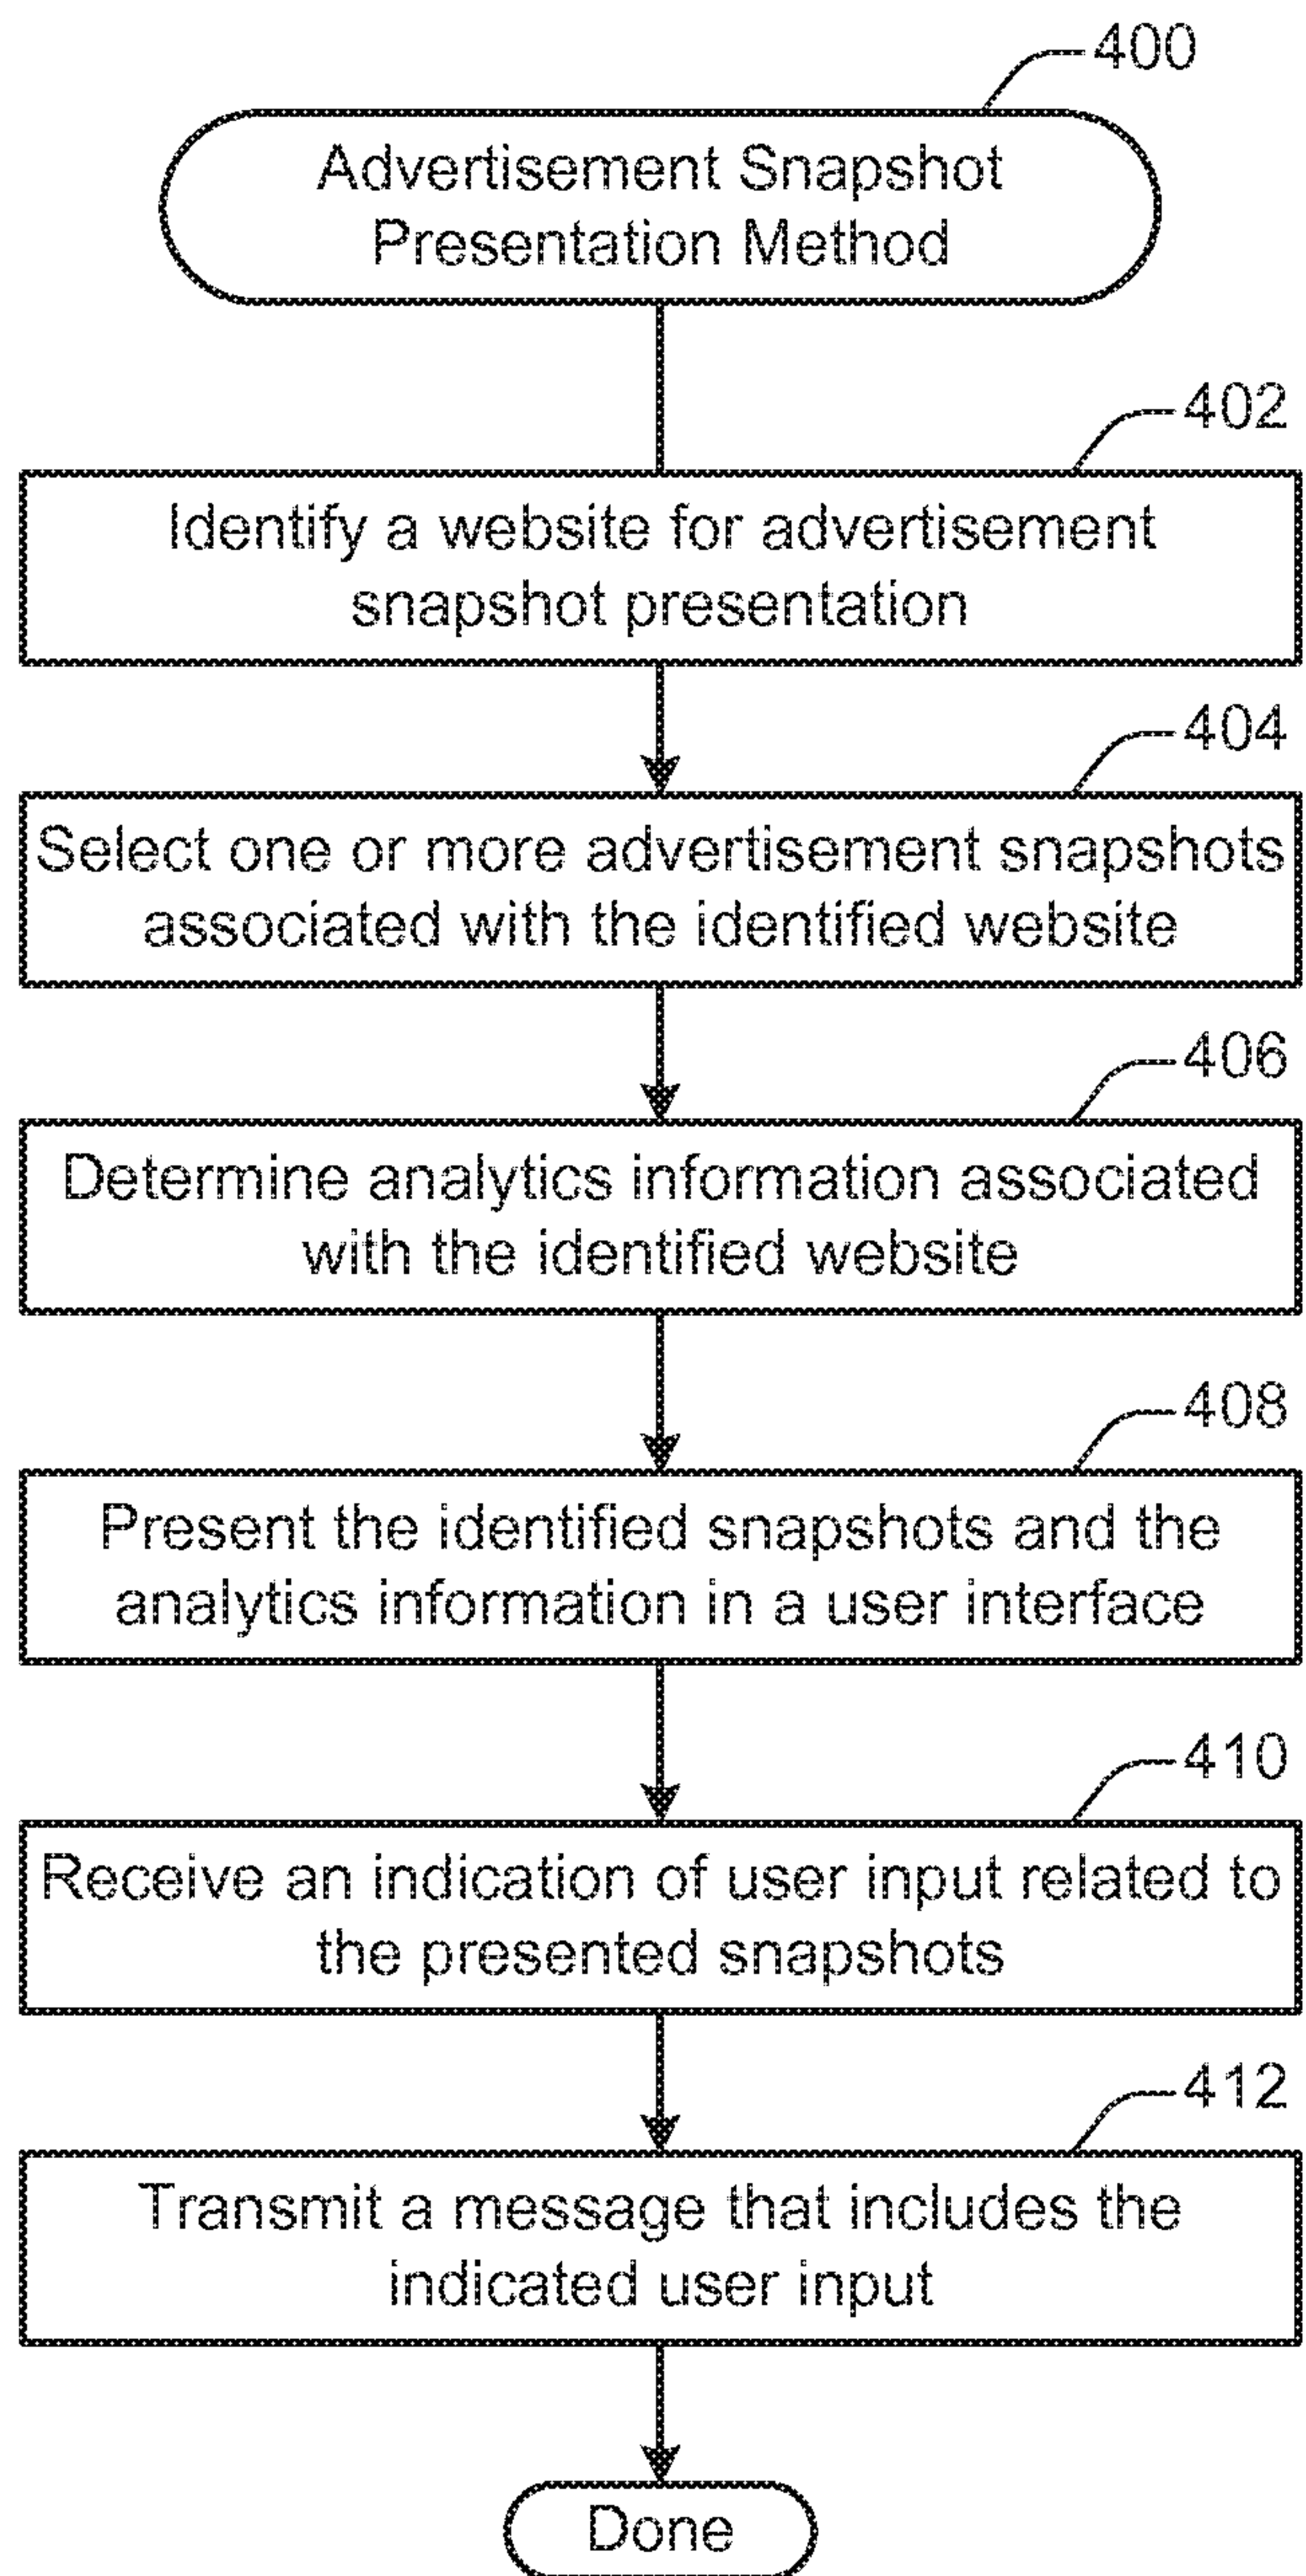 400
Advertisement Snapshot
Presentation Method
402
Identify a website for advertisement
snapshot presentation
404
Select one or more advertisement snapshots
associated with the identified website
406
Determine analytics information associated
with the identified website
408
Present the identified snapshots and the
analytics information in a user interface
410
Receive an indication of user input related to
the presented snapshots
412
Transmit a message that includes the
indicated user input
Done